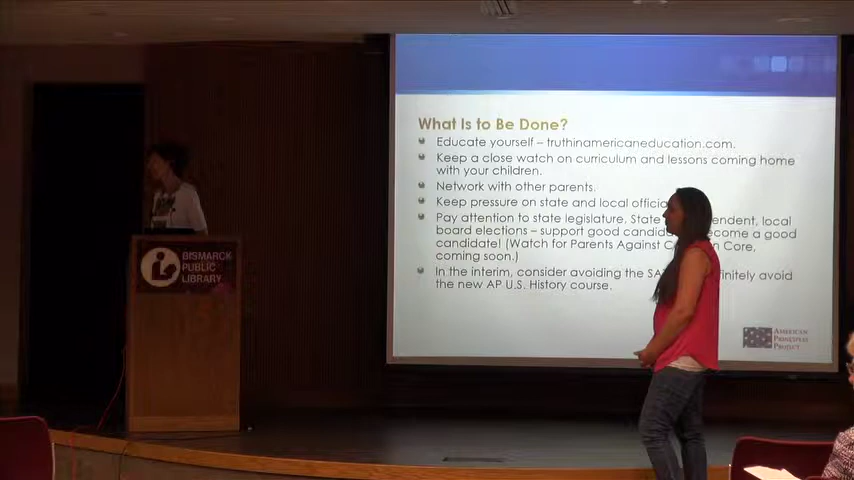 What Is to Be Done?
Educate yourself – truthinamericaneducation.com.
Keep a close watch on curriculum and lessons coming home
with your children.
Network with other parents.
Keep pressure on state and local officia
Pay attention to state legislature, State endent, local
board elections – support good candid ecome a good
candidate! (Watch for Parents Against C n Core,
coming soon.)
In the interim, consider avoiding the SA initely avoid
the new AP U.S. History course.
AMERICAN
PRINCIPLES
PROJECT
BISMARCK
PUBLIC
LIBRARY